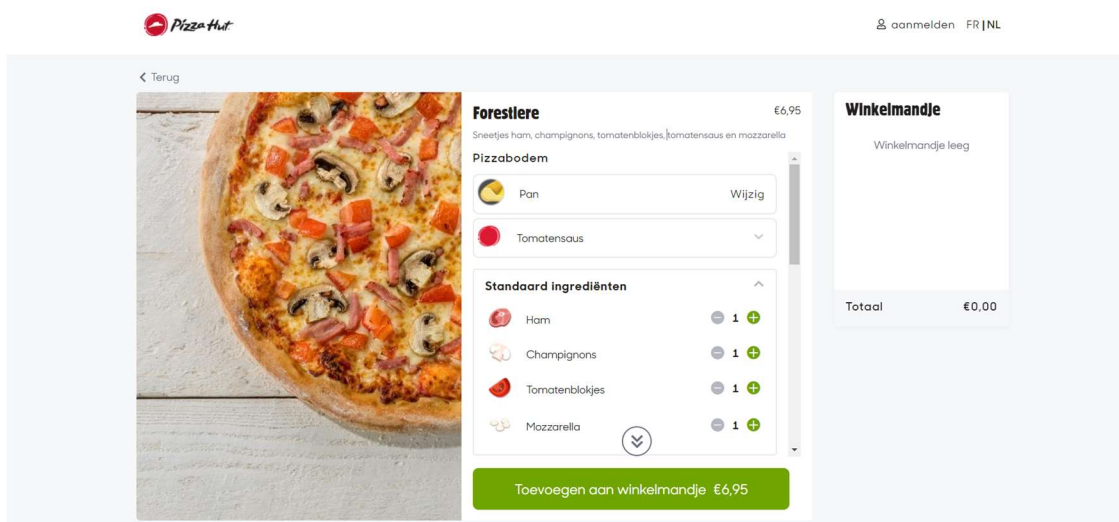 Pizza Hut
aanmelden FR | NL
Terug
Forestiere €6,95
Sneetjes ham, champignons, tomatenblokjes, tomatensaus en mozzarella
Pizzabodem
Pan Wijzig
Tomatensaus
Standaard ingrediënten
Ham 1
Champignons 1
Tomatenblokjes 1
Mozzarella 1
Toevoegen aan winkelmandje €6,95
Winkelmandje
Winkelmandje leeg
Totaal €0,00